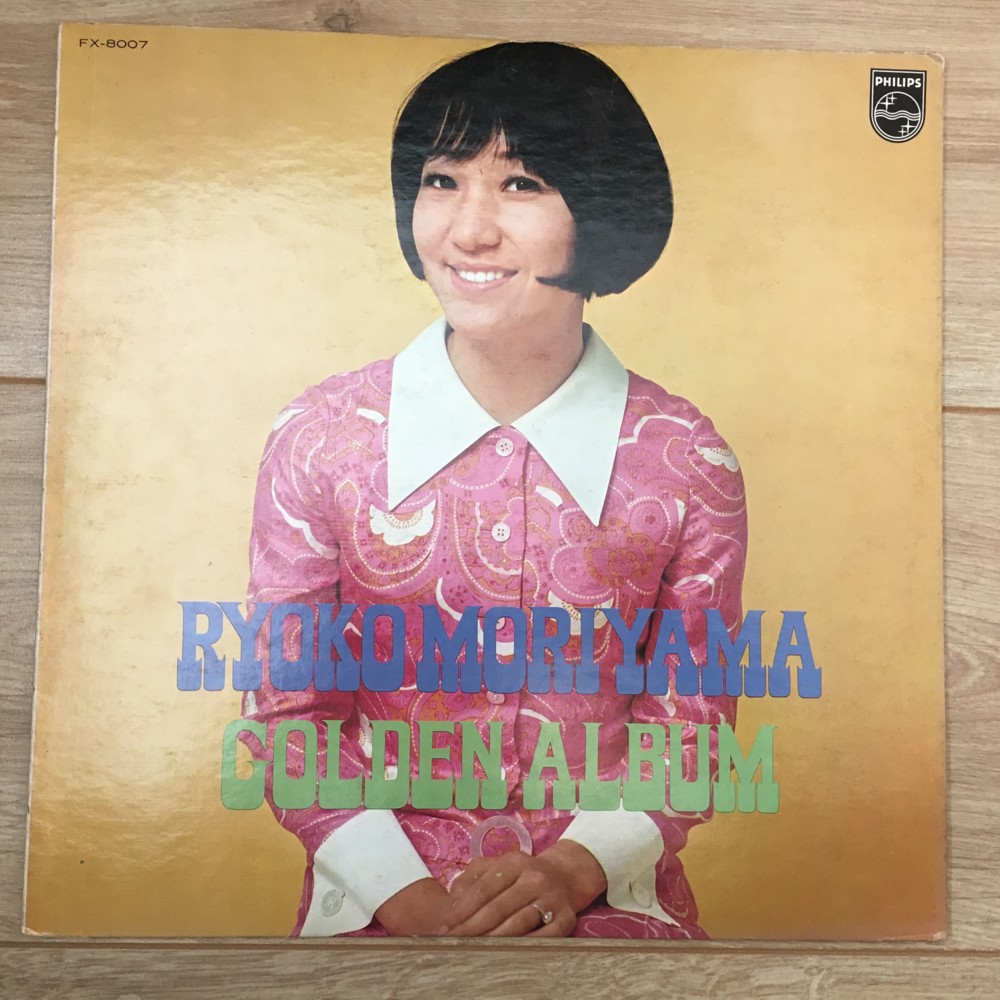 FX-8007
PHILIPS
RYOKO MORIYAMA
GOLDEN ALBUM